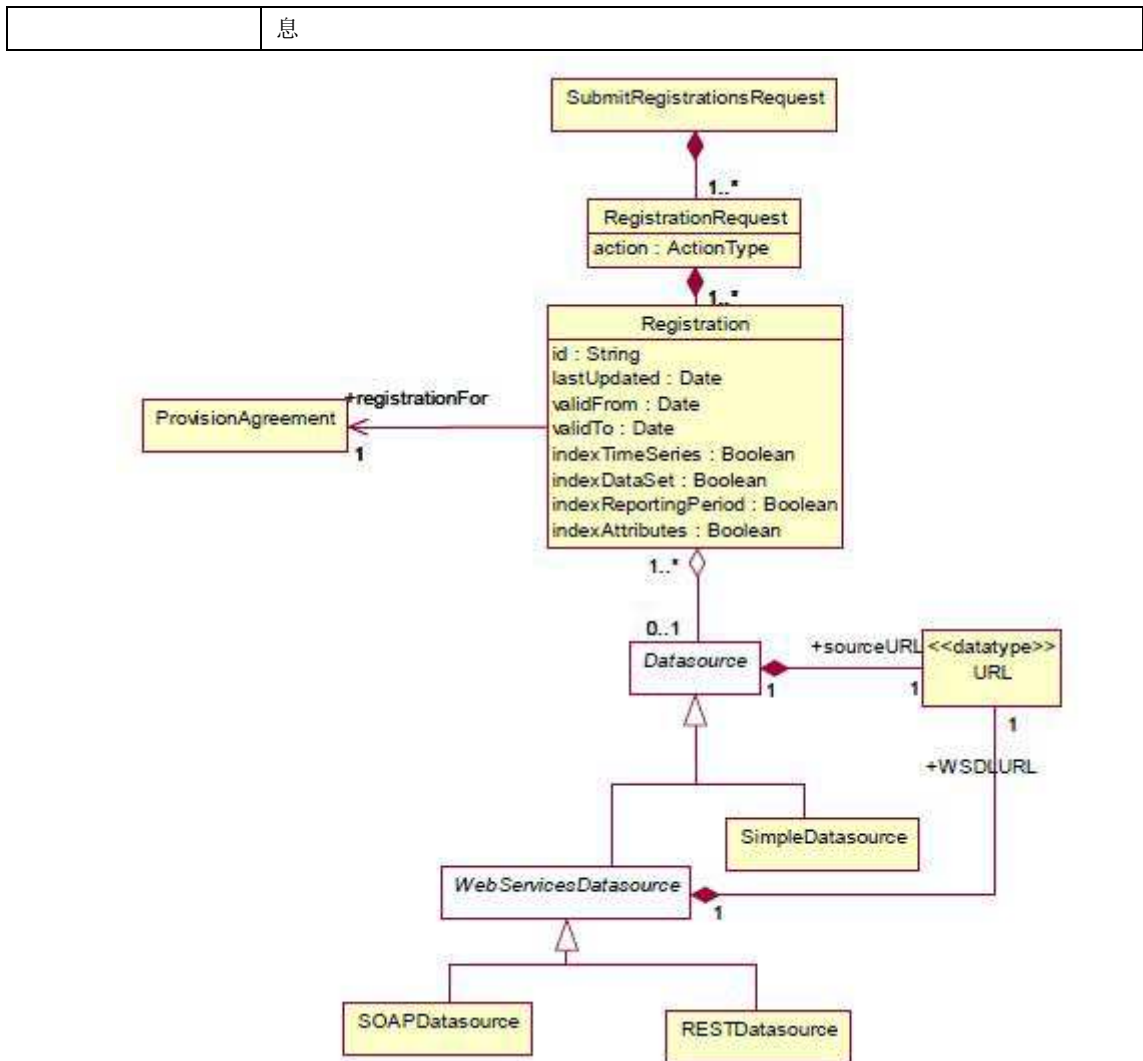 息
SubmitRegistrationsRequest
1..*
RegistrationRequest
action : ActionType
1..*
Registration
id : String
lastUpdated : Date
validFrom : Date
validTo : Date
indexTimeSeries : Boolean
indexDataSet : Boolean
indexReportingPeriod : Boolean
indexAttributes : Boolean
+registrationFor
ProvisionAgreement
1
1..*
0..1
Datasource
1
+sourceURL
1
<<datatype>>
URL
1
+WSDLURL
SimpleDatasource
WebServicesDatasource
1
SOAPDatasource
RESTDatasource